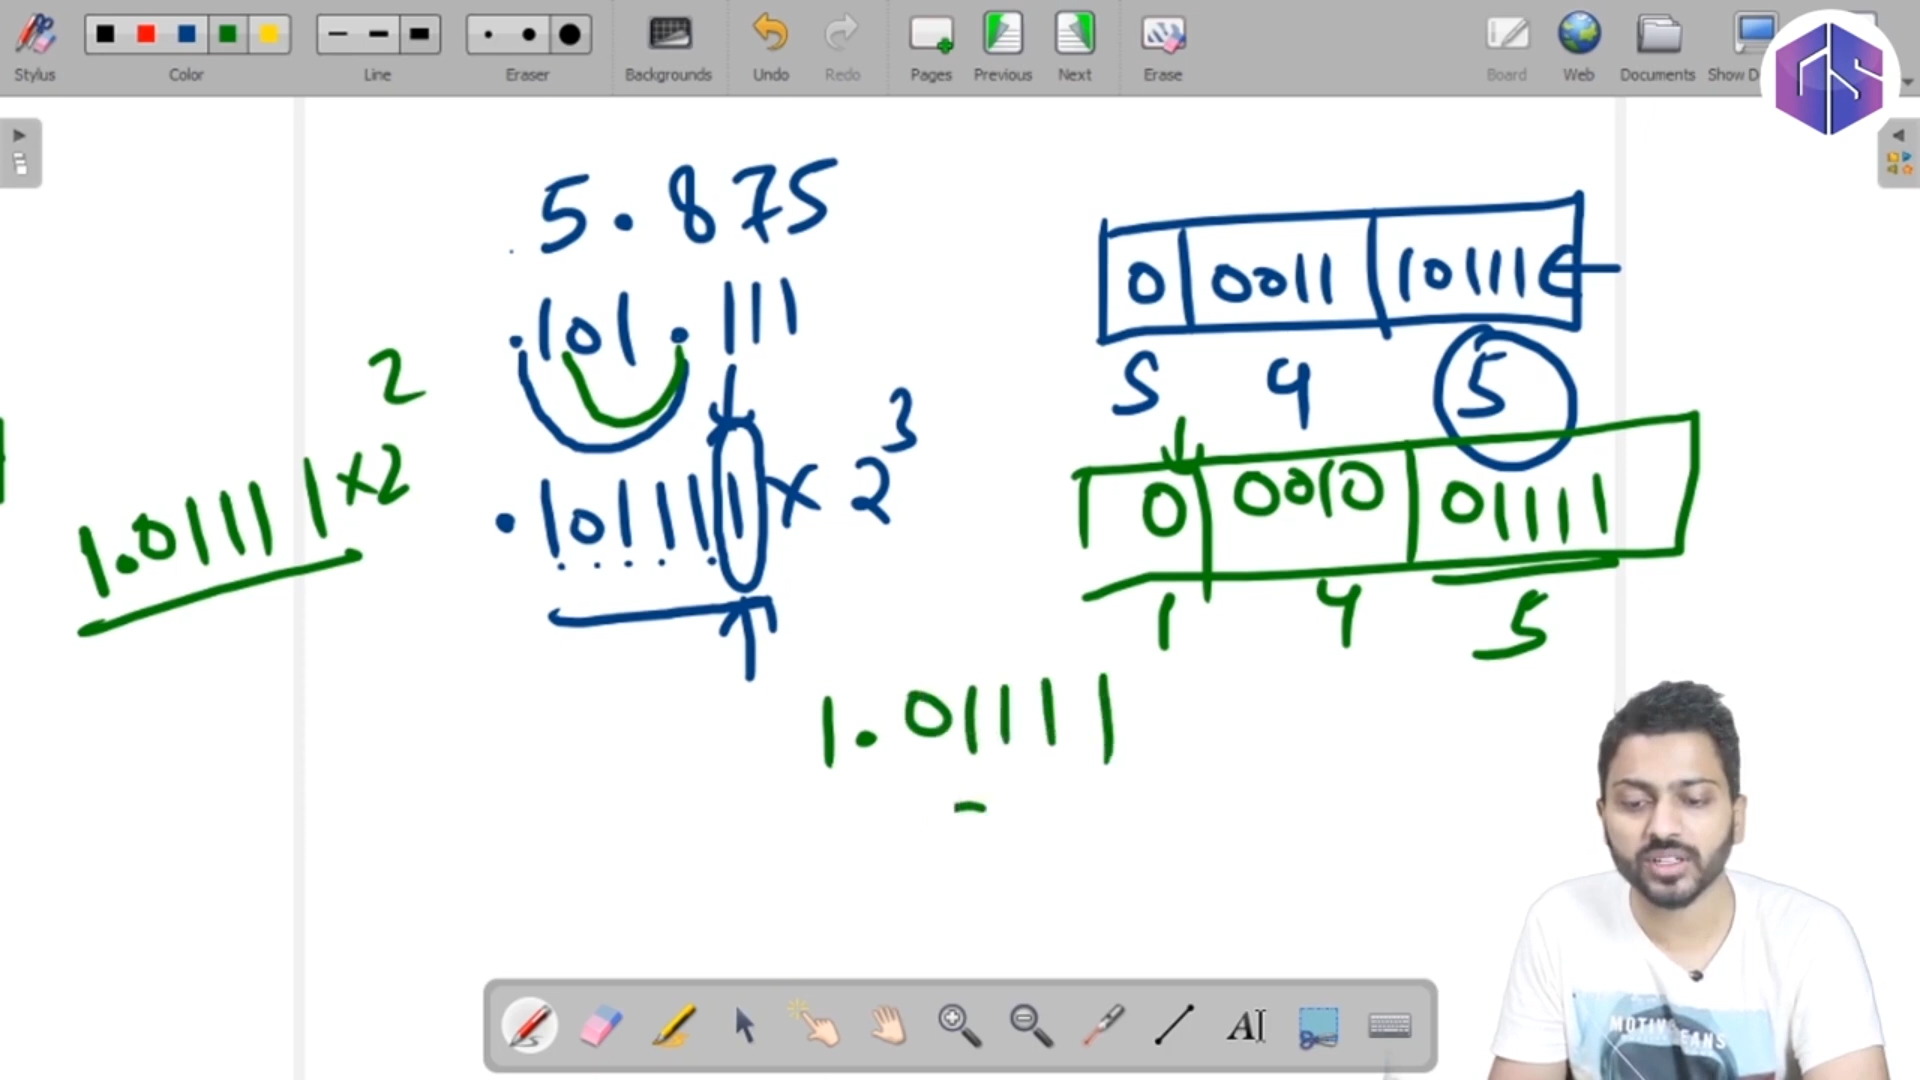 Stylus Color Line Eraser Backgrounds Undo Redo Pages Previous Next Erase Board Web Documents Show D
5.875
.101.111
.101111 × 2^3
1.01111 × 2^2
0 0011 10111
S 4 5
0 0010 01111
1 4 5
1.01111
AI